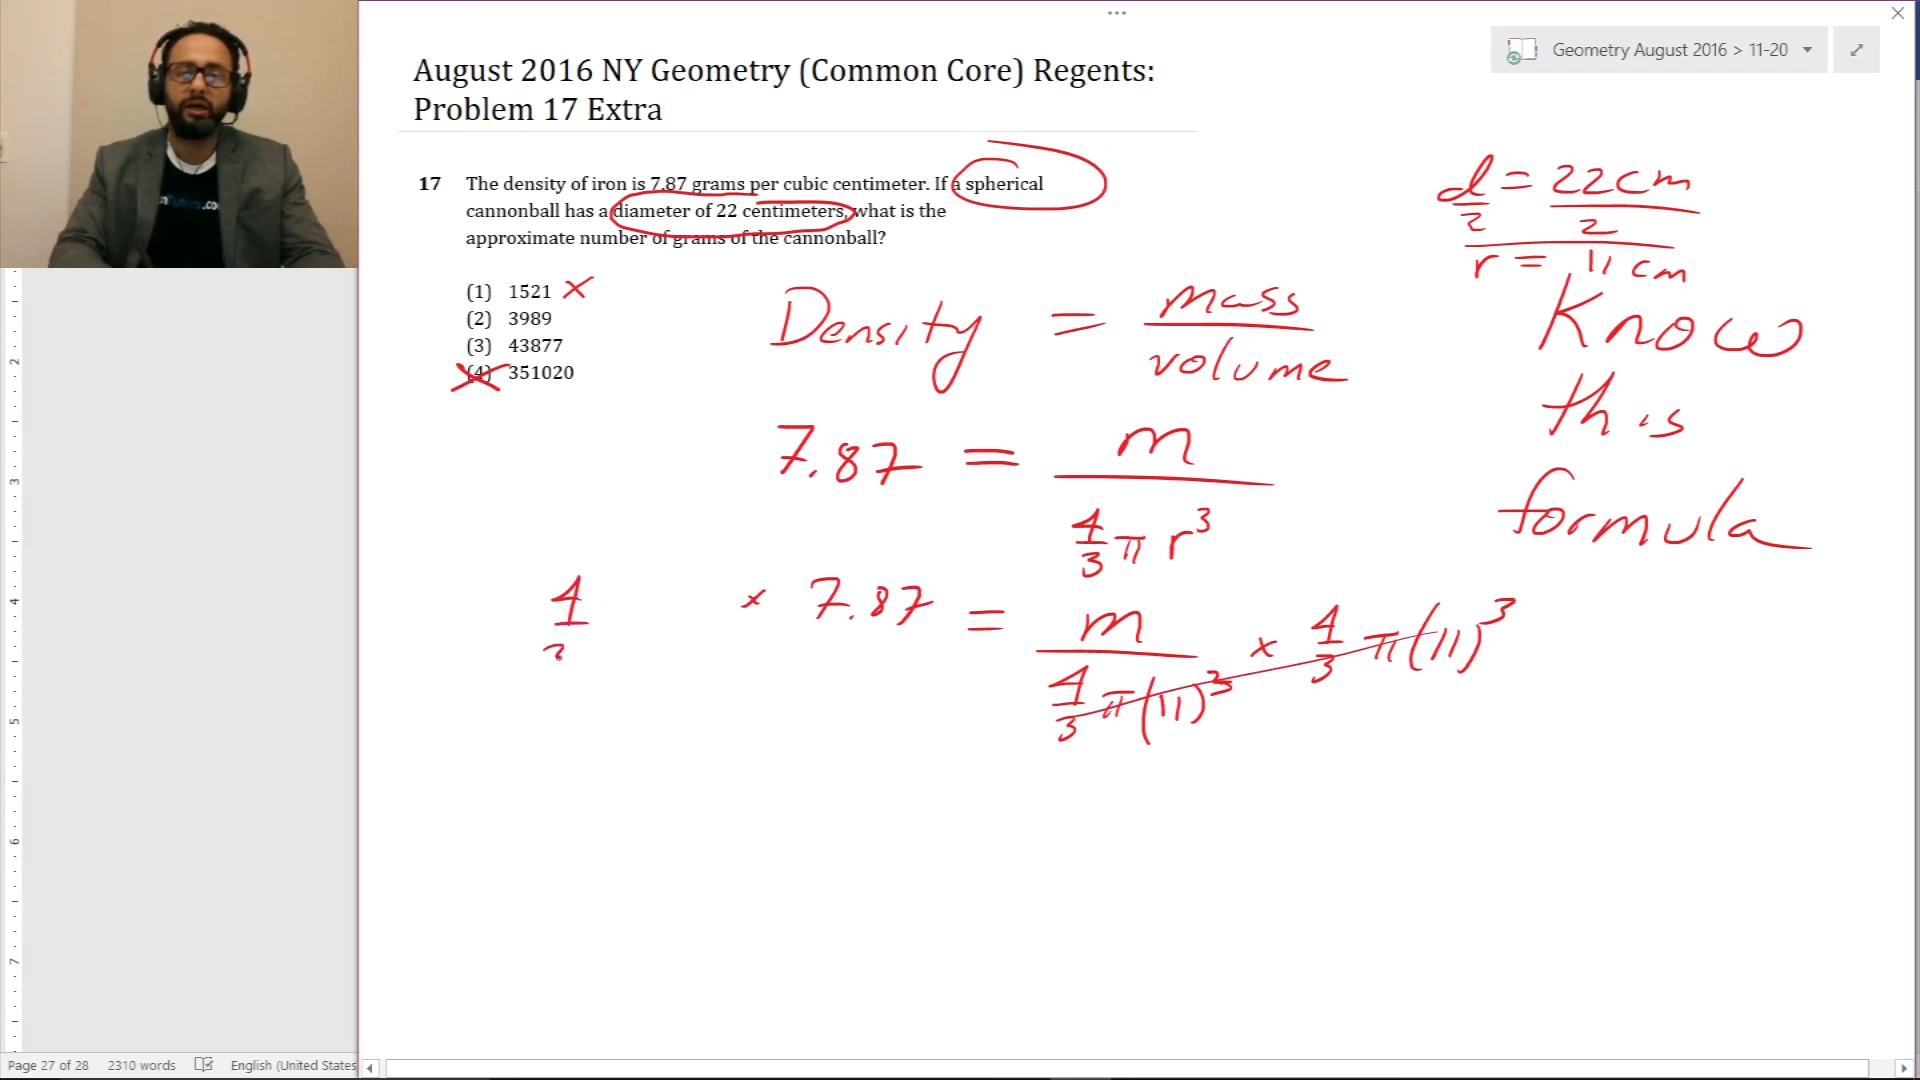 Geometry August 2016 > 11-20
August 2016 NY Geometry (Common Core) Regents:
Problem 17 Extra
17 The density of iron is 7.87 grams per cubic centimeter. If a spherical
cannonball has a diameter of 22 centimeters, what is the
approximate number of grams of the cannonball?
(1) 1521 ×
(2) 3989
(3) 43877
(4) 351020
d/2 = 22cm/2
r = 11 cm
Density = mass/volume
Know
this
formula
7.87 = m/(4/3 π r³)
4/3 × 7.87 = m/(4/3 π(11)³) × 4/3 π(11)³
Page 27 of 28 2310 words English (United States